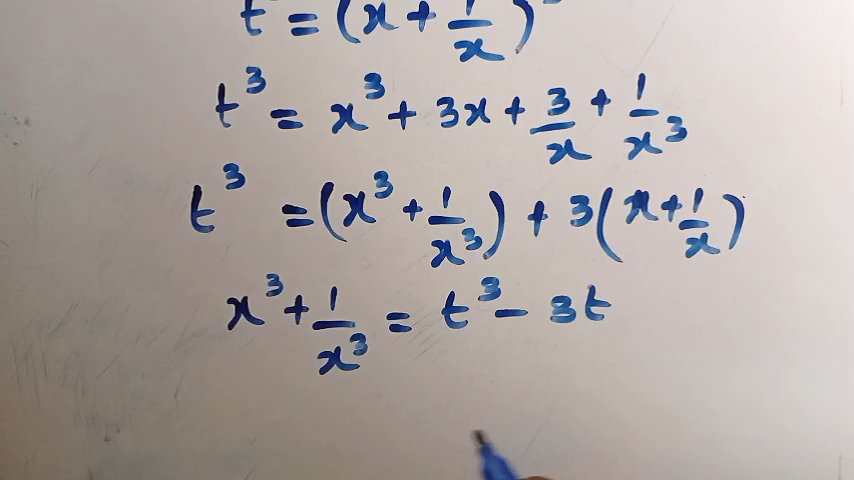 t = (x + 1/x)
t³ = x³ + 3x + 3/x + 1/x³
t³ = (x³ + 1/x³) + 3(x + 1/x)
x³ + 1/x³ = t³ - 3t